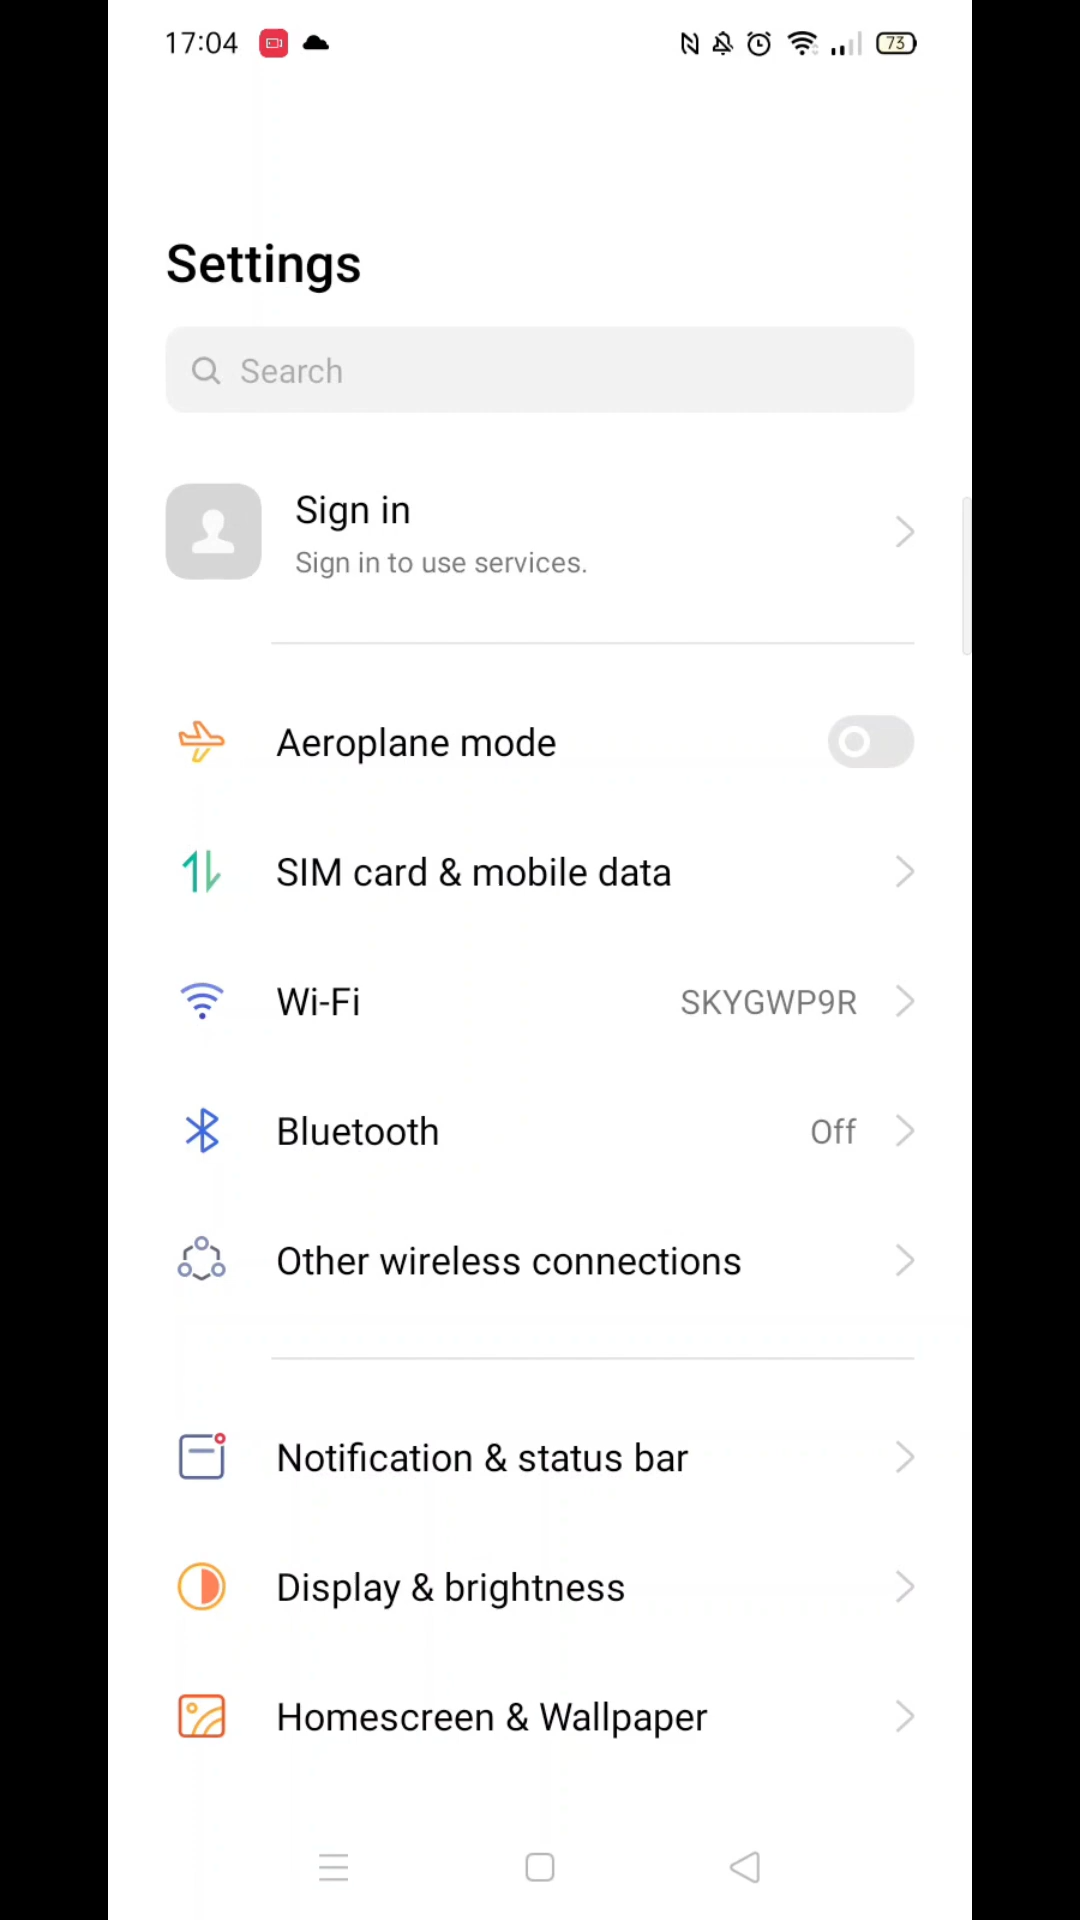 17:04 73
Settings
Search
Sign in
Sign in to use services.
Aeroplane mode
SIM card & mobile data
Wi-Fi SKYGWP9R
Bluetooth Off
Other wireless connections
Notification & status bar
Display & brightness
Homescreen & Wallpaper